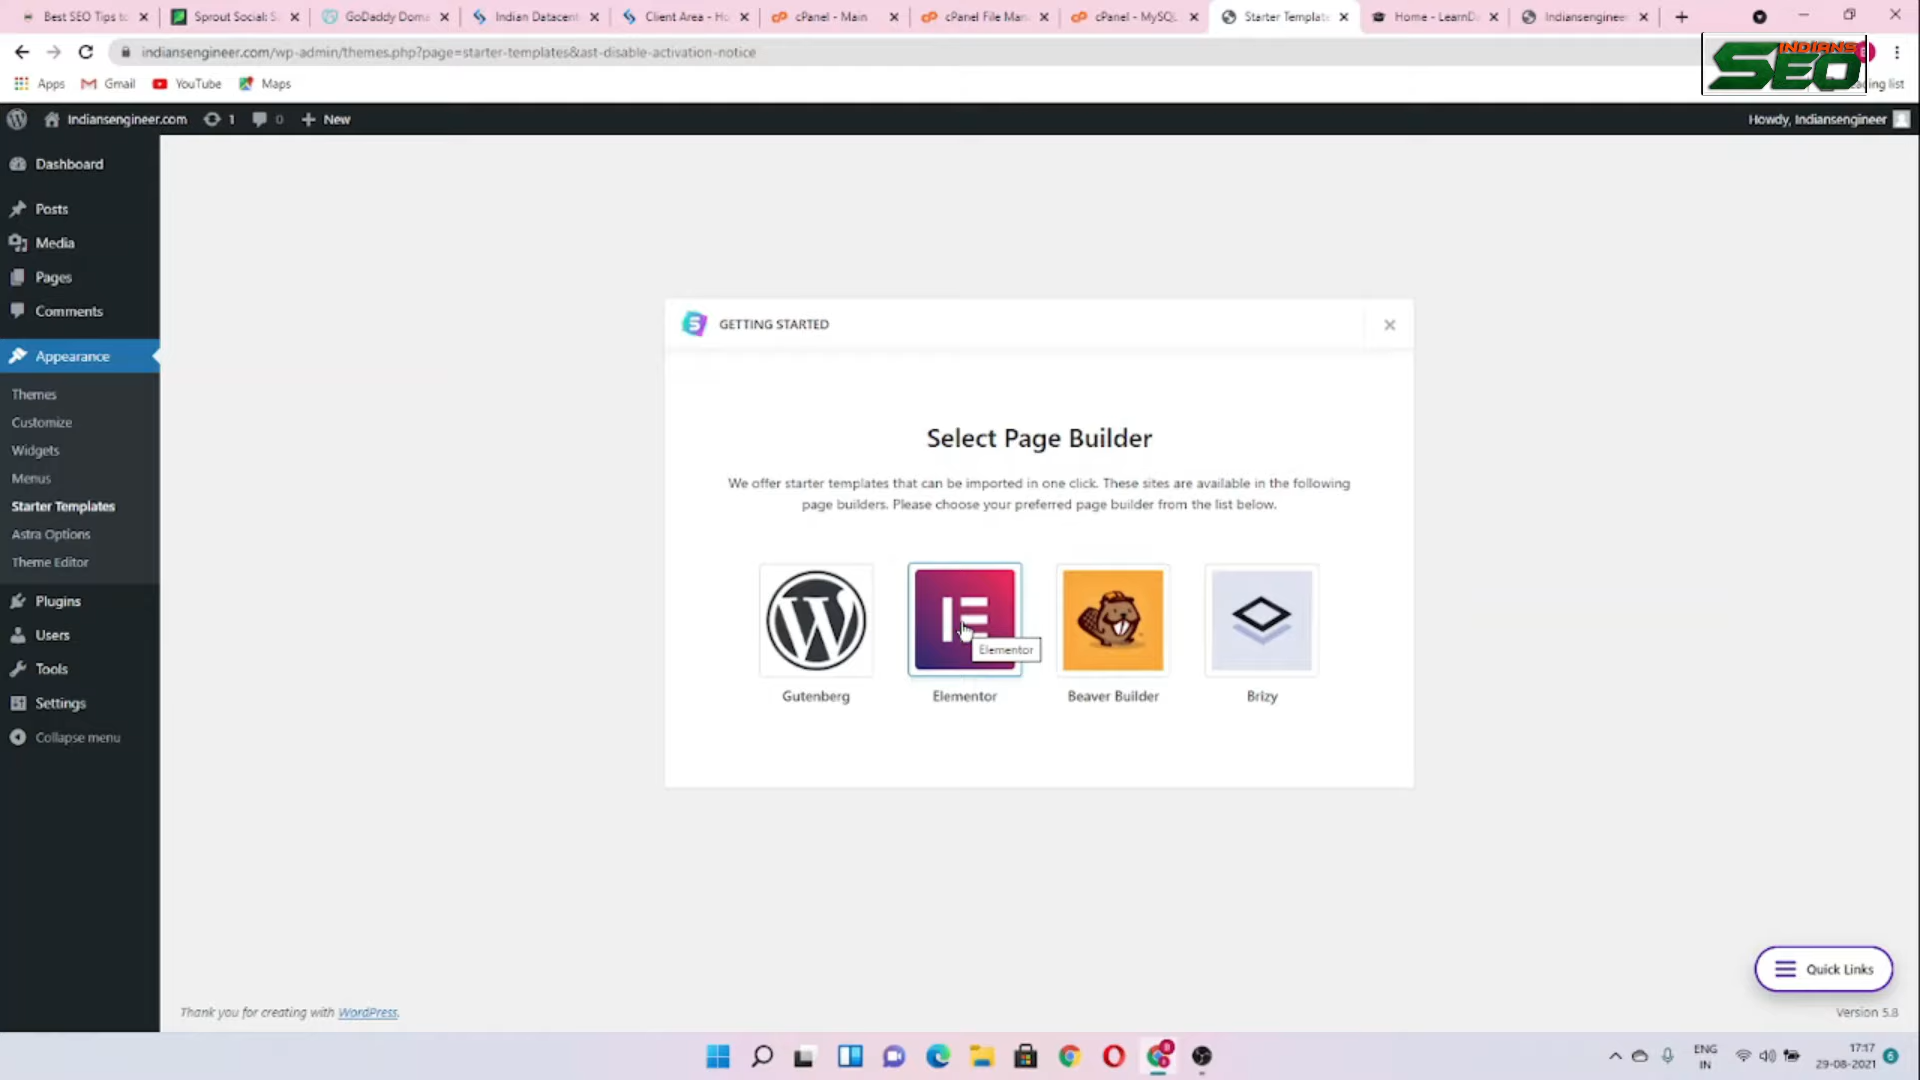 Best SEO Tips to
Sprout Social: S
GoDaddy Dom
Indian Datacent
Client Area - Ho
cPanel - Main
cPanel File Man
cPanel - MySQL
Starter Templat
Home - LearnD
Indiansenginee
indiansengineer.com/wp-admin/themes.php?page=starter-templates&ast-disable-activation-notice
INDIANS
SEO
Apps
Gmail
YouTube
Maps
ing list
Indiansengineer.com
1
0
New
Howdy, Indiansengineer
Dashboard
Posts
Media
Pages
Comments
Appearance
Themes
Customize
Widgets
Menus
Starter Templates
Astra Options
Theme Editor
Plugins
Users
Tools
Settings
Collapse menu
GETTING STARTED
Select Page Builder
We offer starter templates that can be imported in one click. These sites are available in the following
page builders. Please choose your preferred page builder from the list below.
Elementor
Gutenberg
Elementor
Beaver Builder
Brizy
Quick Links
Thank you for creating with WordPress.
Version 5.8
ENG
IN
17:17
29-08-2021
6